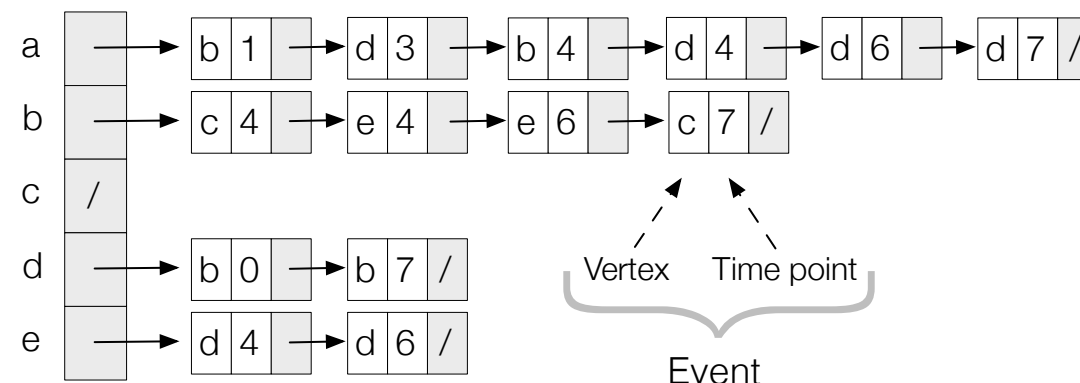 a b 1 d 3 b 4 d 4 d 6 d 7 /
b c 4 e 4 e 6 c 7 /
c /
d b 0 b 7 /
Vertex Time point
e d 4 d 6 /
Event